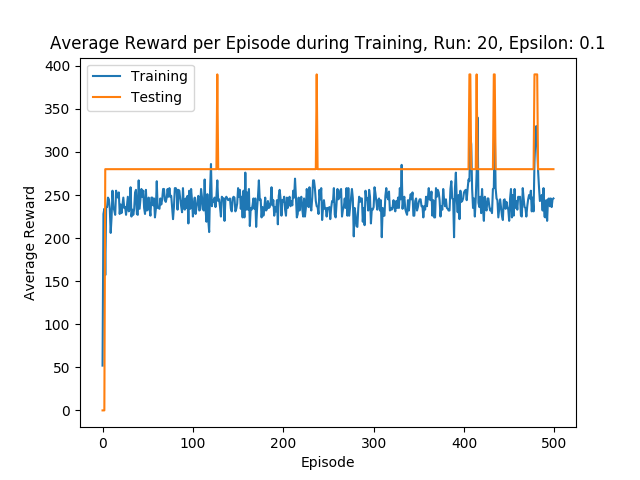 Average Reward per Episode during Training, Run: 20, Epsilon: 0.1
Training
Testing
400
350
300
250
200
150
100
50
0
Average Reward
0 100 200 300 400 500
Episode